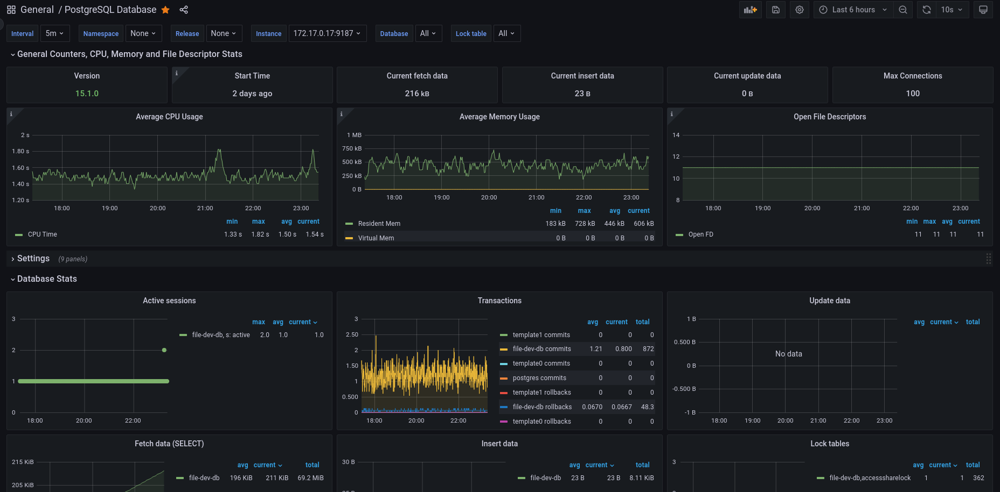 General / PostgreSQL Database
Last 6 hours
10s
Interval 5m Namespace None Release None Instance 172.17.0.17:9187 Database All Lock table All
General Counters, CPU, Memory and File Descriptor Stats
Version
15.1.0
i
Start Time
2 days ago
Current fetch data
216 kB
Current insert data
23 B
Current update data
0 B
Max Connections
100
i
Average CPU Usage
2 s
1.80 s
1.60 s
1.40 s
1.20 s
18:00 19:00 20:00 21:00 22:00 23:00
min max avg current
CPU Time 1.33 s 1.82 s 1.50 s 1.54 s
i
Average Memory Usage
1 MB
750 kB
500 kB
250 kB
0 B
18:00 19:00 20:00 21:00 22:00 23:00
min max avg current
Resident Mem 183 kB 728 kB 446 kB 606 kB
Virtual Mem 0 B 0 B 0 B 0 B
i
Open File Descriptors
14
12
10
8
18:00 19:00 20:00 21:00 22:00 23:00
min max avg current
Open FD 11 11 11 11
Settings (9 panels)
Database Stats
Active sessions
3
2
1
0
18:00 20:00 22:00
max avg current
file-dev-db, s: active 2.0 1.0 1.0
Transactions
3
2.50
2
1.50
1
0.500
0
18:00 20:00 22:00
avg current total
template1 commits 0 0 0
file-dev-db commits 1.21 0.800 872
template0 commits 0 0 0
postgres commits 0 0 0
template1 rollbacks 0 0 0
file-dev-db rollbacks 0.0670 0.0667 48.3
template0 rollbacks 0 0 0
Update data
1 B
0.500 B
0 B
-0.500 B
-1 B
No data
18:00 19:00 20:00 21:00 22:00 23:00
avg current total
Fetch data (SELECT)
215 KiB
205 KiB
avg current total
file-dev-db 196 KiB 211 KiB 69.2 MiB
Insert data
30 B
avg current total
file-dev-db 23 B 23 B 8.11 KiB
Lock tables
3
avg current total
file-dev-db,accesssharelock 1 1 362